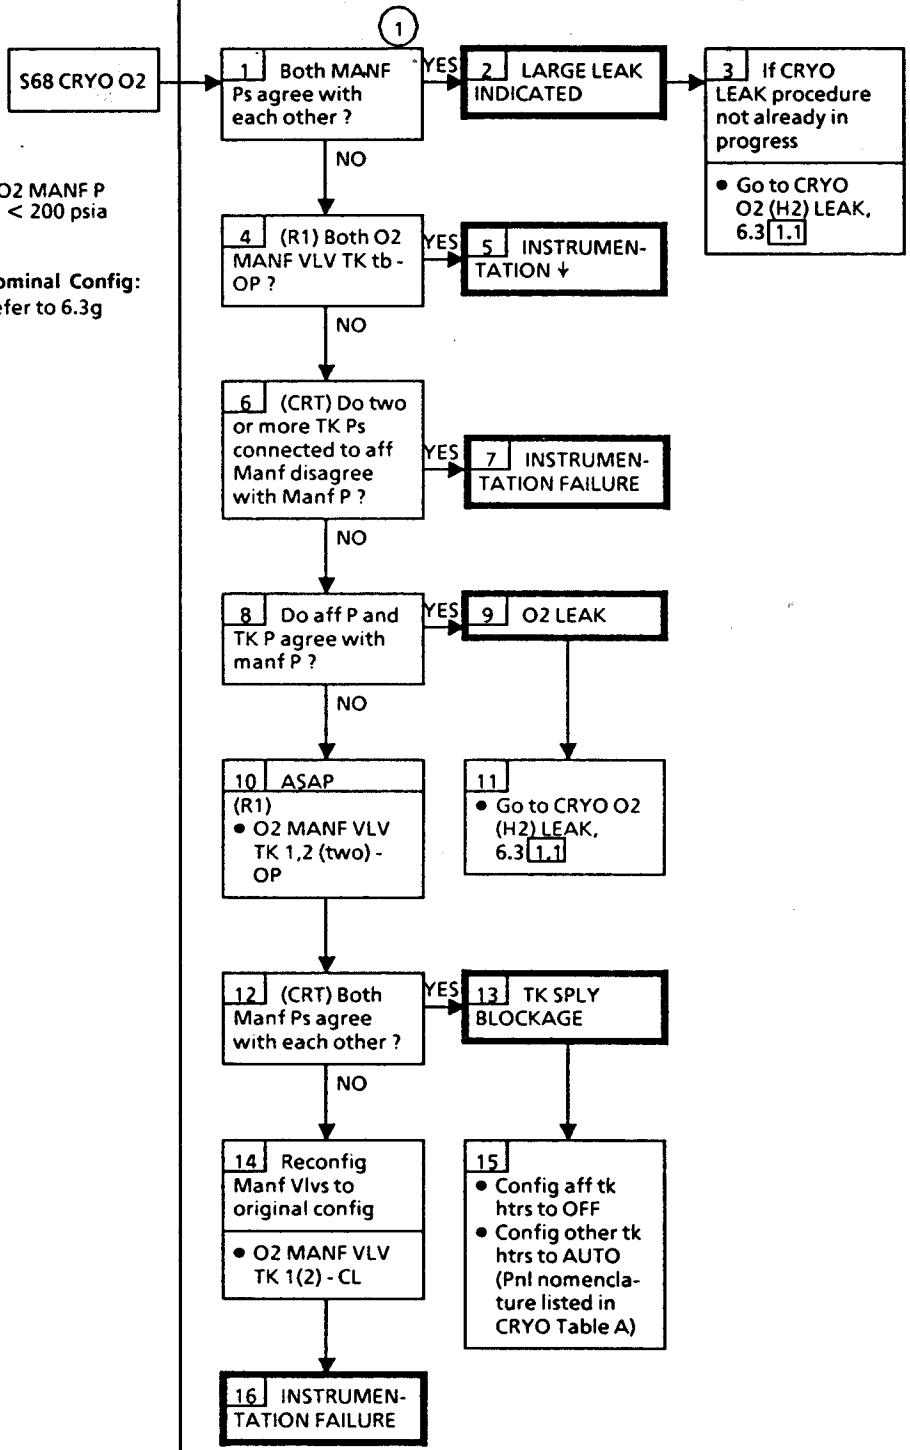 1
S68 CRYO O2
O2 MANF P
< 200 psia
ominal Config:
efer to 6.3g
1 Both MANF
Ps agree with
each other ?
YES
NO
2 LARGE LEAK
INDICATED
3 If CRYO
LEAK procedure
not already in
progress
● Go to CRYO
O2 (H2) LEAK,
6.3 1.1
4 (R1) Both O2
MANF VLV TK tb -
OP ?
YES
NO
5 INSTRUMEN-
TATION ↓
6 (CRT) Do two
or more TK Ps
connected to aff
Manf disagree
with Manf P ?
YES
NO
7 INSTRUMEN-
TATION FAILURE
8 Do aff P and
TK P agree with
manf P ?
YES
NO
9 O2 LEAK
10 ASAP
(R1)
● O2 MANF VLV
TK 1,2 (two) -
OP
11
● Go to CRYO O2
(H2) LEAK,
6.3 1.1
12 (CRT) Both
Manf Ps agree
with each other ?
YES
NO
13 TK SPLY
BLOCKAGE
14 Reconfig
Manf Vlvs to
original config
● O2 MANF VLV
TK 1(2) - CL
15
● Config aff tk
htrs to OFF
● Config other tk
htrs to AUTO
(Pnl nomencla-
ture listed in
CRYO Table A)
16 INSTRUMEN-
TATION FAILURE